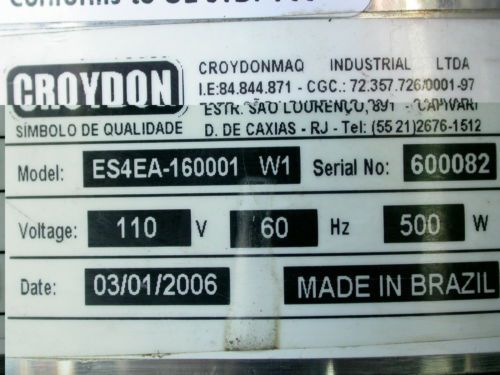 CROYDONMAQ INDUSTRIAL LTDA
CROYDON I.E:84.844.871 - CGC.: 72.357.726/0001-97
ESTR. SÃO LOURENÇO, 891 - CAPIVARI
SÍMBOLO DE QUALIDADE D. DE CAXIAS - RJ - Tel: (55 21)2676-1512
Model: ES4EA-160001 W1 Serial No: 600082
Voltage: 110 V 60 Hz 500 W
Date: 03/01/2006 MADE IN BRAZIL